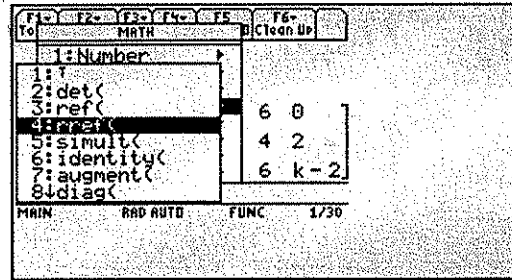 F1▾ F2▾ F3▾ F4▾ F5 F6▾
To MATH Clean Up
1:Number ▸
1:ᵀ
2:det(
3:ref(
4:rref(
5:simult(
6:identity(
7:augment(
8↓diag(
6 0
4 2
6 k-2
MAIN RAD AUTO FUNC 1/30